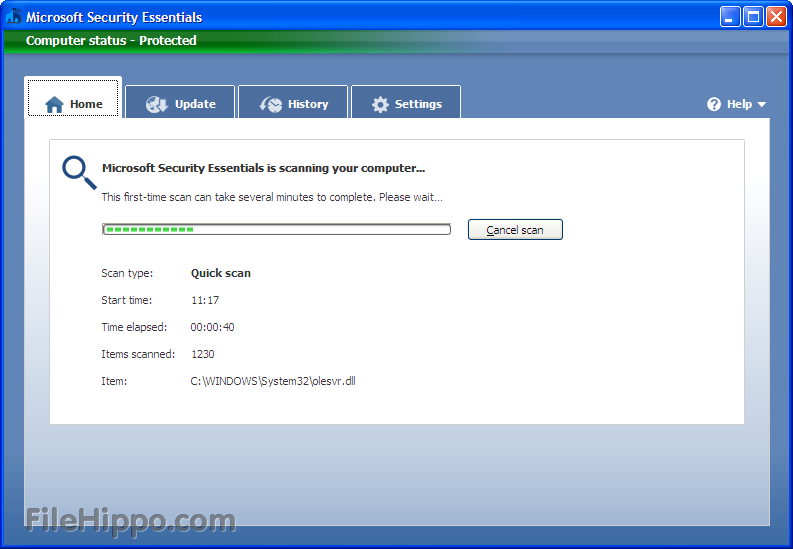 Microsoft Security Essentials
Computer status - Protected
Home
Update
History
Settings
Help
Microsoft Security Essentials is scanning your computer...
This first-time scan can take several minutes to complete. Please wait...
Cancel scan
Scan type: Quick scan
Start time: 11:17
Time elapsed: 00:00:40
Items scanned: 1230
Item: C:\WINDOWS\System32\olesvr.dll
FileHippo.com